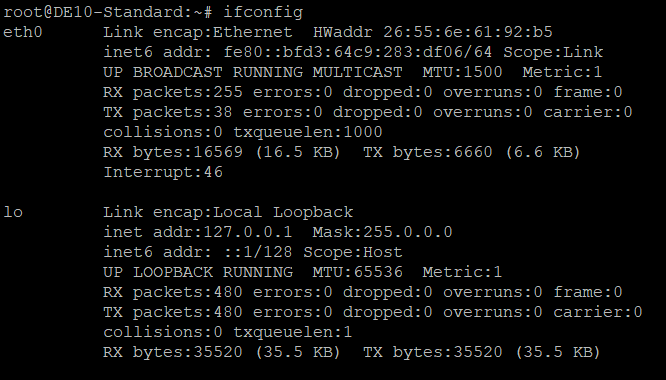 root@DE10-Standard:~# ifconfig
eth0      Link encap:Ethernet  HWaddr 26:55:6e:61:92:b5
          inet6 addr: fe80::bfd3:64c9:283:df06/64 Scope:Link
          UP BROADCAST RUNNING MULTICAST  MTU:1500  Metric:1
          RX packets:255 errors:0 dropped:0 overruns:0 frame:0
          TX packets:38 errors:0 dropped:0 overruns:0 carrier:0
          collisions:0 txqueuelen:1000
          RX bytes:16569 (16.5 KB)  TX bytes:6660 (6.6 KB)
          Interrupt:46

lo        Link encap:Local Loopback
          inet addr:127.0.0.1  Mask:255.0.0.0
          inet6 addr: ::1/128 Scope:Host
          UP LOOPBACK RUNNING  MTU:65536  Metric:1
          RX packets:480 errors:0 dropped:0 overruns:0 frame:0
          TX packets:480 errors:0 dropped:0 overruns:0 carrier:0
          collisions:0 txqueuelen:1
          RX bytes:35520 (35.5 KB)  TX bytes:35520 (35.5 KB)